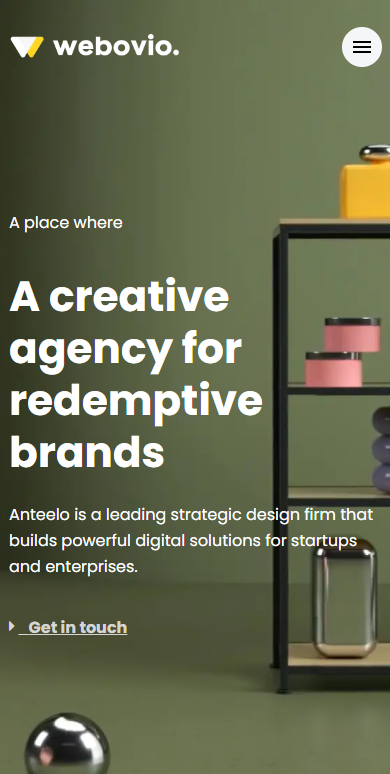 webovio.
A place where
A creative
agency for
redemptive
brands
Anteelo is a leading strategic design firm that
builds powerful digital solutions for startups
and enterprises.
Get in touch